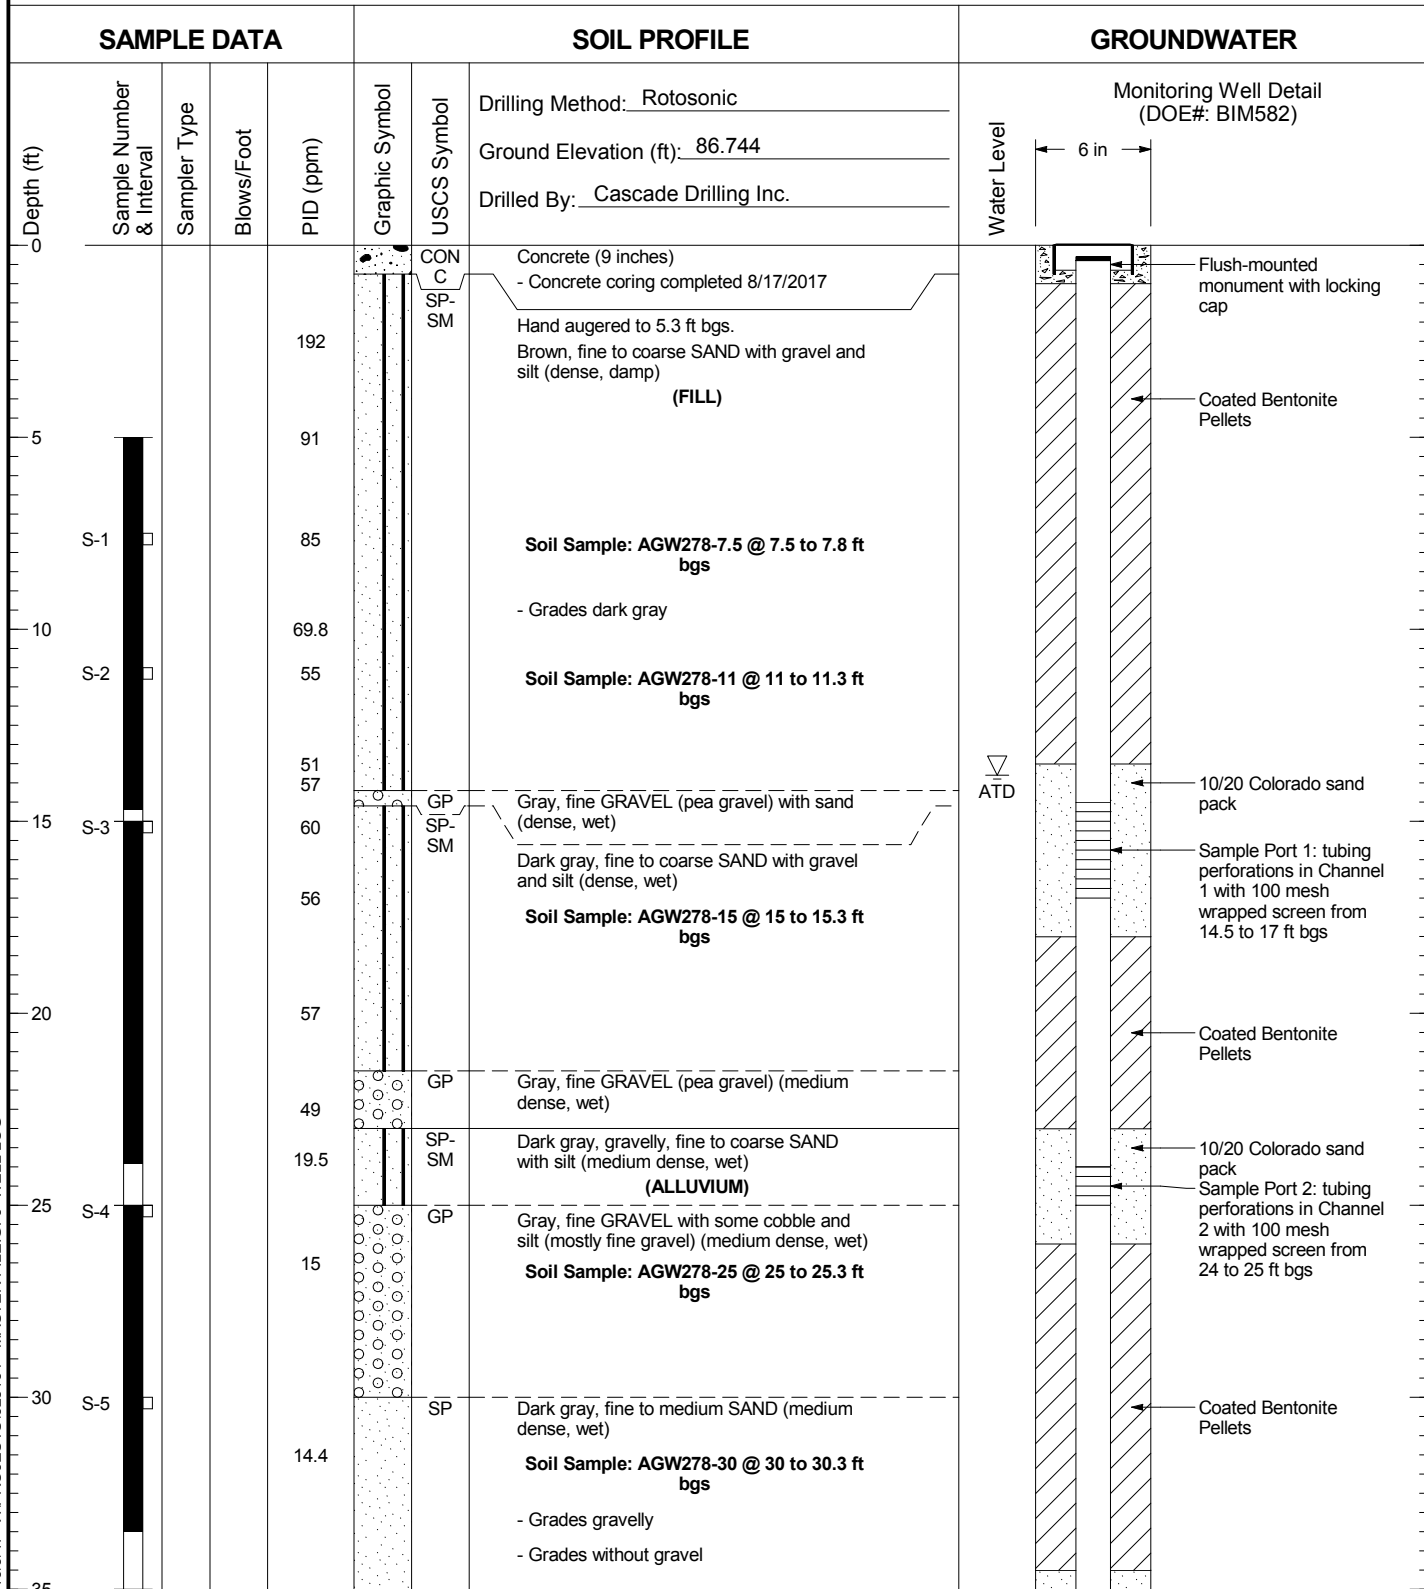 SAMPLE DATA
SOIL PROFILE
GROUNDWATER
Depth (ft)
Sample Number
& Interval
Sampler Type
Blows/Foot
PID (ppm)
Graphic Symbol
USCS Symbol
Drilling Method: Rotosonic
Ground Elevation (ft): 86.744
Drilled By: Cascade Drilling Inc.
Water Level
Monitoring Well Detail
(DOE#: BIM582)
6 in
0
CON
C
Concrete (9 inches)
- Concrete coring completed 8/17/2017
Flush-mounted
monument with locking
cap
SP-
SM
Hand augered to 5.3 ft bgs.
192
Brown, fine to coarse SAND with gravel and
silt (dense, damp)
(FILL)
Coated Bentonite
Pellets
5
91
S-1
85
Soil Sample: AGW278-7.5 @ 7.5 to 7.8 ft
bgs
- Grades dark gray
10
69.8
S-2
55
Soil Sample: AGW278-11 @ 11 to 11.3 ft
bgs
51
57
ATD
10/20 Colorado sand
pack
GP
Gray, fine GRAVEL (pea gravel) with sand
(dense, wet)
15
S-3
60
SP-
SM
Dark gray, fine to coarse SAND with gravel
and silt (dense, wet)
Sample Port 1: tubing
perforations in Channel
1 with 100 mesh
wrapped screen from
14.5 to 17 ft bgs
56
Soil Sample: AGW278-15 @ 15 to 15.3 ft
bgs
20
57
Coated Bentonite
Pellets
GP
Gray, fine GRAVEL (pea gravel) (medium
dense, wet)
49
SP-
SM
Dark gray, gravelly, fine to coarse SAND
with silt (medium dense, wet)
19.5
(ALLUVIUM)
10/20 Colorado sand
pack
Sample Port 2: tubing
perforations in Channel
2 with 100 mesh
wrapped screen from
24 to 25 ft bgs
25
S-4
GP
Gray, fine GRAVEL with some cobble and
silt (mostly fine gravel) (medium dense, wet)
15
Soil Sample: AGW278-25 @ 25 to 25.3 ft
bgs
30
S-5
SP
Dark gray, fine to medium SAND (medium
dense, wet)
Coated Bentonite
Pellets
14.4
Soil Sample: AGW278-30 @ 30 to 30.3 ft
bgs
- Grades gravelly
- Grades without gravel
35